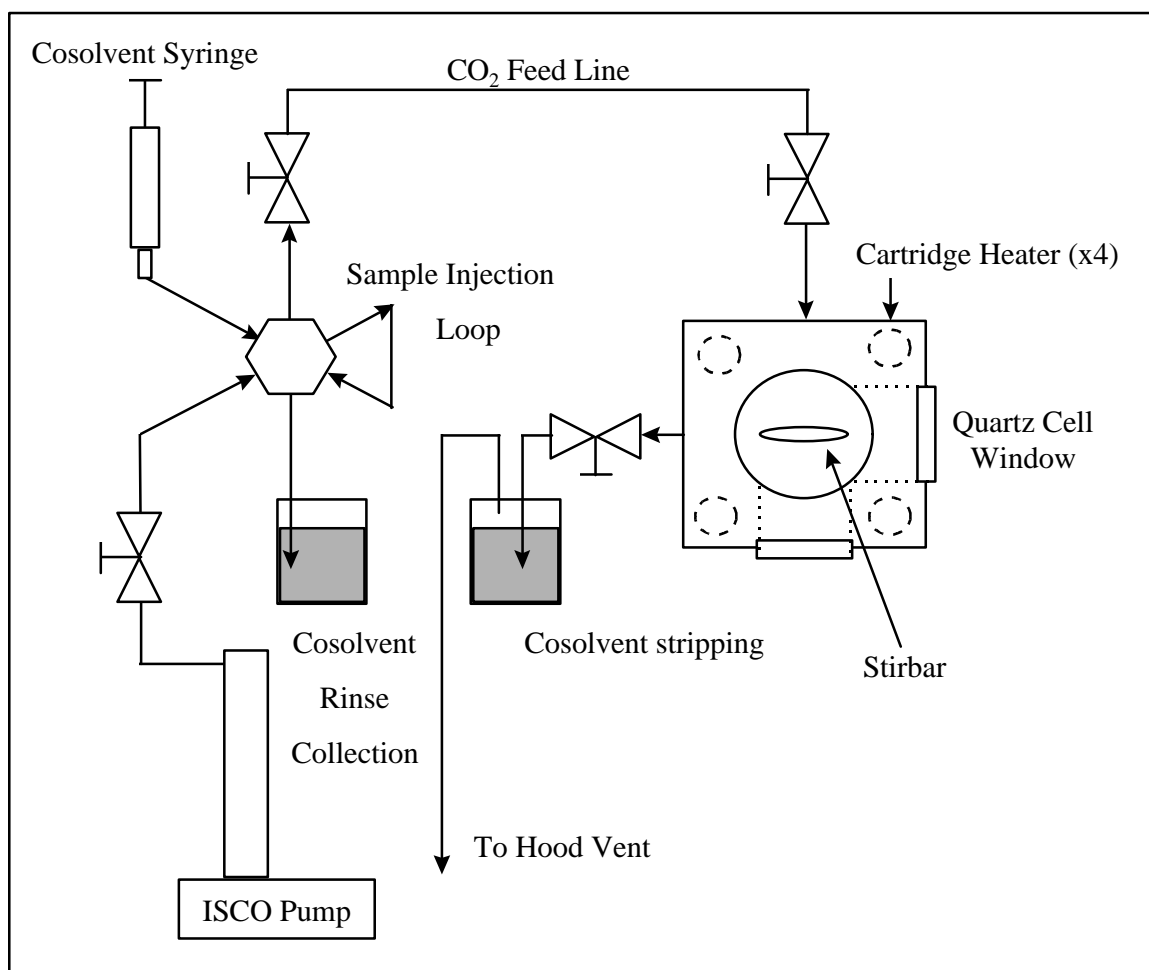 Cosolvent Syringe
CO₂ Feed Line
Cartridge Heater (x4)
Sample Injection
Loop
Quartz Cell
Window
Cosolvent
Rinse
Collection
Cosolvent stripping
Stirbar
To Hood Vent
ISCO Pump